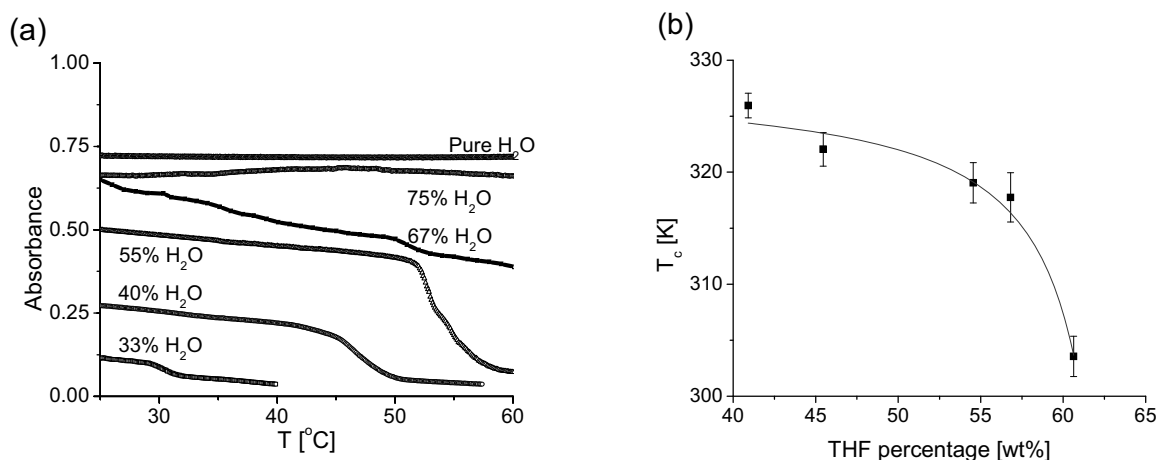 (a)
1.00
0.75
0.50
0.25
0.00
Absorbance
Pure H₂O
75% H₂O
67% H₂O
55% H₂O
40% H₂O
33% H₂O
30
40
50
60
T [°C]
(b)
330
320
310
300
T_c [K]
40
45
50
55
60
65
THF percentage [wt%]